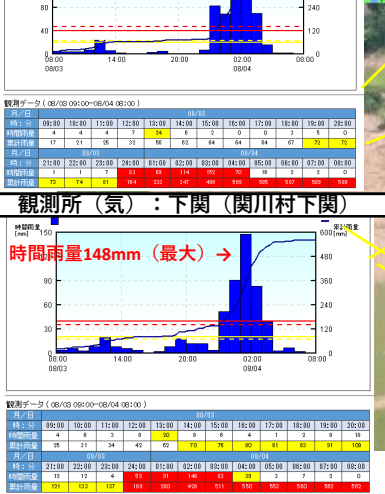 80 240
40 120
0 0
08:00 14:00 20:00 02:00 08:00
08/03 08/04
観測データ ( 08/03 09:00~08/04 08:00 )
月／日 08/03
時：分 09:00 10:00 11:00 12:00 13:00 14:00 15:00 16:00 17:00 18:00 19:00 20:00
時間雨量 4 4 4 7 24 6 2 0 0 3 5 0
累計雨量 17 21 25 32 56 62 64 64 64 67 72 72
月／日 08/03 08/04
時：分 21:00 22:00 23:00 24:00 01:00 02:00 03:00 04:00 05:00 06:00 07:00 08:00
時間雨量 1 1 7 83 69 114 152 70 16 2 2 0
累計雨量 73 74 81 164 233 347 499 569 585 587 589 589
観測所（気）：下関（関川村下関）
時間雨量 累計雨量
[mm] [mm]
150 600
時間雨量148mm（最大）→
480
90 360
60 240
30 120
0 0
08:00 14:00 20:00 02:00 08:00
08/03 08/04
観測データ ( 08/03 09:00~08/04 08:00 )
月／日 08/03
時：分 09:00 10:00 11:00 12:00 13:00 14:00 15:00 16:00 17:00 18:00 19:00 20:00
時間雨量 4 6 3 8 20 8 6 4 1 2 8 18
累計雨量 25 31 34 42 62 70 76 80 81 83 91 109
月／日 08/03 08/04
時：分 21:00 22:00 23:00 24:00 01:00 02:00 03:00 04:00 05:00 06:00 07:00 08:00
時間雨量 12 4 52 91 148 83 39 3 7 2 0
累計雨量 121 133 137 189 280 428 511 550 553 560 562 562